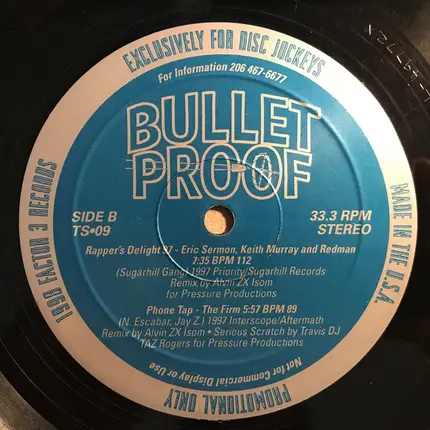 EXCLUSIVELY FOR DISC JOCKEYS
For Information 206 467-6677
BULLET
PROOF
SIDE B
TS•09
33.3 RPM
STEREO
Rapper's Delight 97 - Eric Sermon, Keith Murray and Redman
7:35 BPM 112
(Sugarhill Gang) 1997 Priority/Sugarhill Records
Remix by Alvin ZX Isom
for Pressure Productions
Phone Tap - The Firm 5:57 BPM 89
(N. Escabar, Jay Z) 1997 Interscope/Aftermath
Remix by Alvin ZX Isom • Serious Scratch by Travis DJ
TAZ Rogers for Pressure Productions
Not for Commercial Display or Use
1998 FACTOR 3 RECORDS
MADE IN THE U.S.A.
PROMOTIONAL ONLY